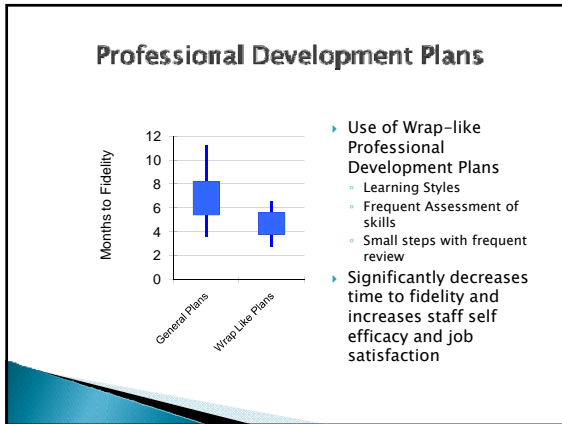 Professional Development Plans
12
10
8
6
4
2
0
Months to Fidelity
General Plans
Wrap Like Plans
Use of Wrap-like
Professional
Development Plans
Learning Styles
Frequent Assessment of
skills
Small steps with frequent
review
Significantly decreases
time to fidelity and
increases staff self
efficacy and job
satisfaction